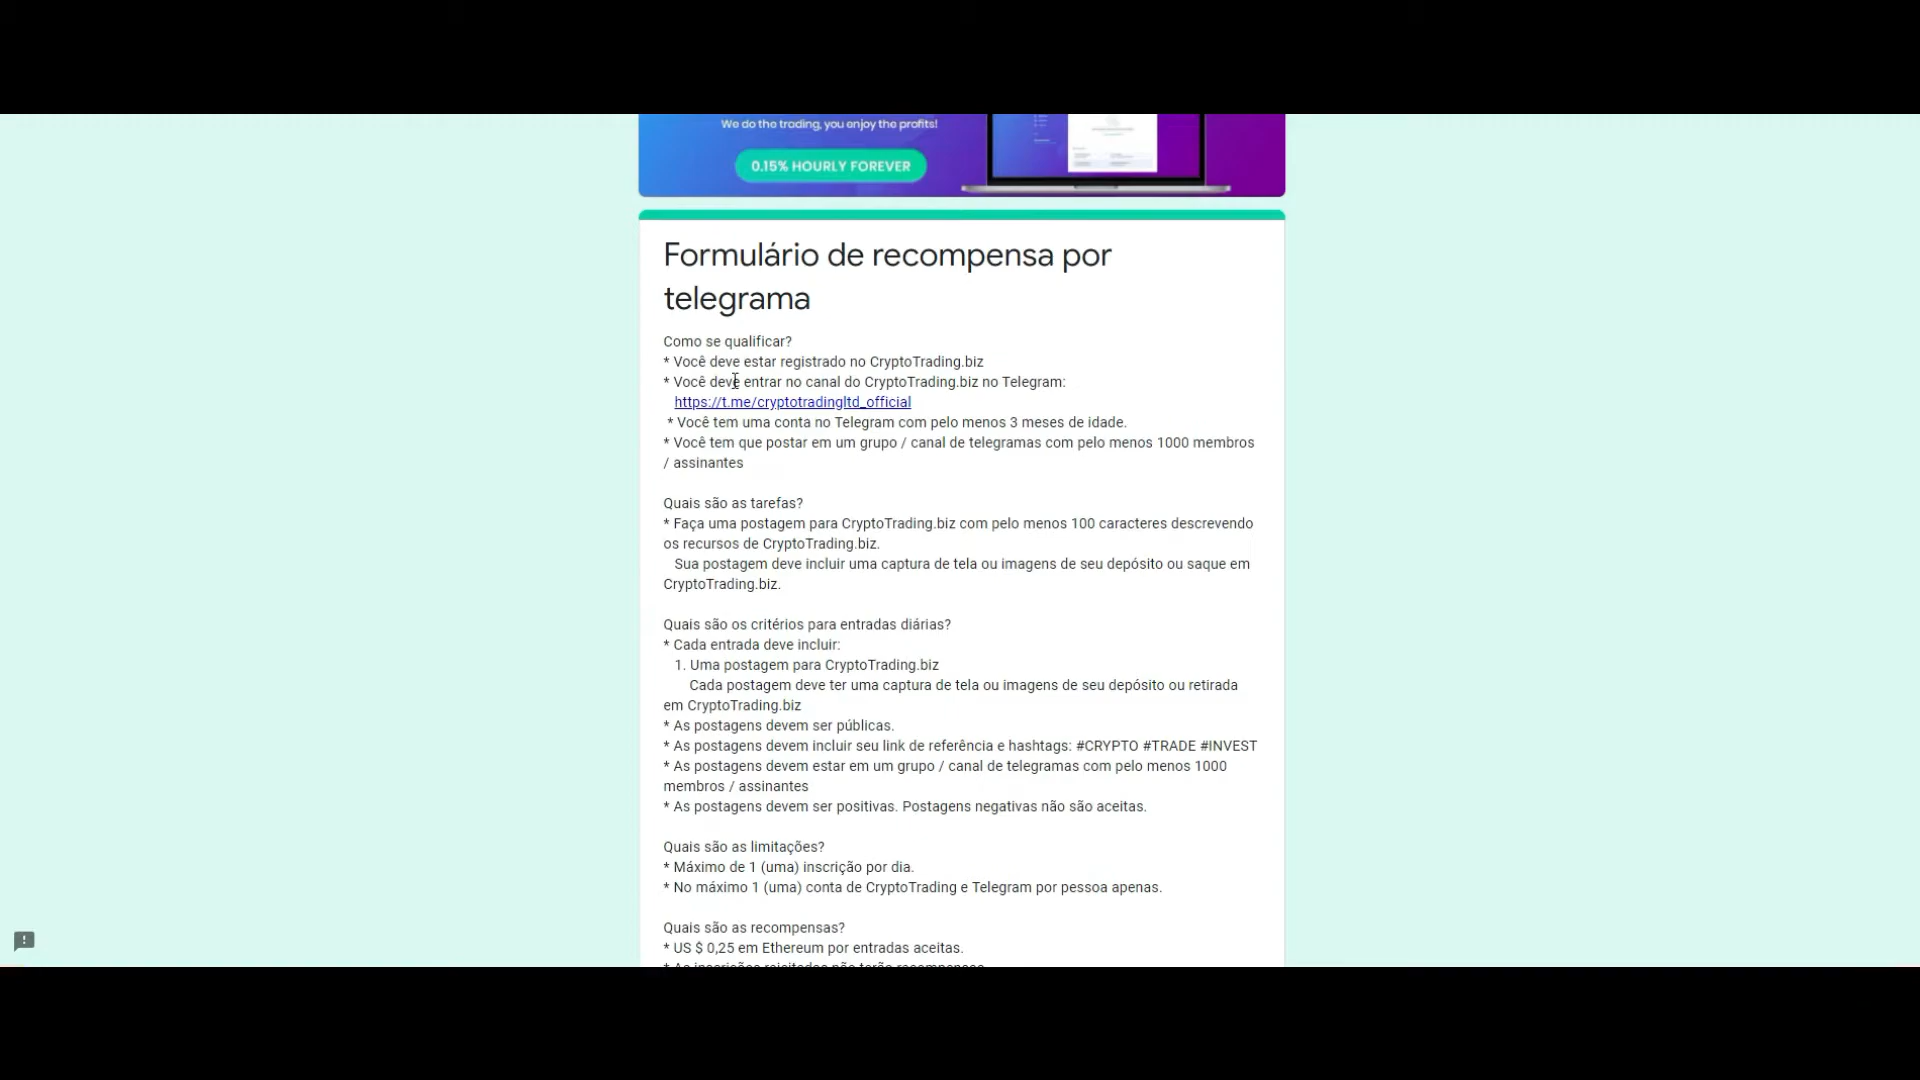 We do the trading, you enjoy the profits!
0.15% HOURLY FOREVER
Formulário de recompensa por
telegrama
Como se qualificar?
* Você deve estar registrado no CryptoTrading.biz
* Você deve entrar no canal do CryptoTrading.biz no Telegram:
https://t.me/cryptotradingltd_official
* Você tem uma conta no Telegram com pelo menos 3 meses de idade.
* Você tem que postar em um grupo / canal de telegramas com pelo menos 1000 membros
/ assinantes
Quais são as tarefas?
* Faça uma postagem para CryptoTrading.biz com pelo menos 100 caracteres descrevendo
os recursos de CryptoTrading.biz.
Sua postagem deve incluir uma captura de tela ou imagens de seu depósito ou saque em
CryptoTrading.biz.
Quais são os critérios para entradas diárias?
* Cada entrada deve incluir:
1. Uma postagem para CryptoTrading.biz
Cada postagem deve ter uma captura de tela ou imagens de seu depósito ou retirada
em CryptoTrading.biz
* As postagens devem ser públicas.
* As postagens devem incluir seu link de referência e hashtags: #CRYPTO #TRADE #INVEST
* As postagens devem estar em um grupo / canal de telegramas com pelo menos 1000
membros / assinantes
* As postagens devem ser positivas. Postagens negativas não são aceitas.
Quais são as limitações?
* Máximo de 1 (uma) inscrição por dia.
* No máximo 1 (uma) conta de CryptoTrading e Telegram por pessoa apenas.
Quais são as recompensas?
* US $ 0,25 em Ethereum por entradas aceitas.